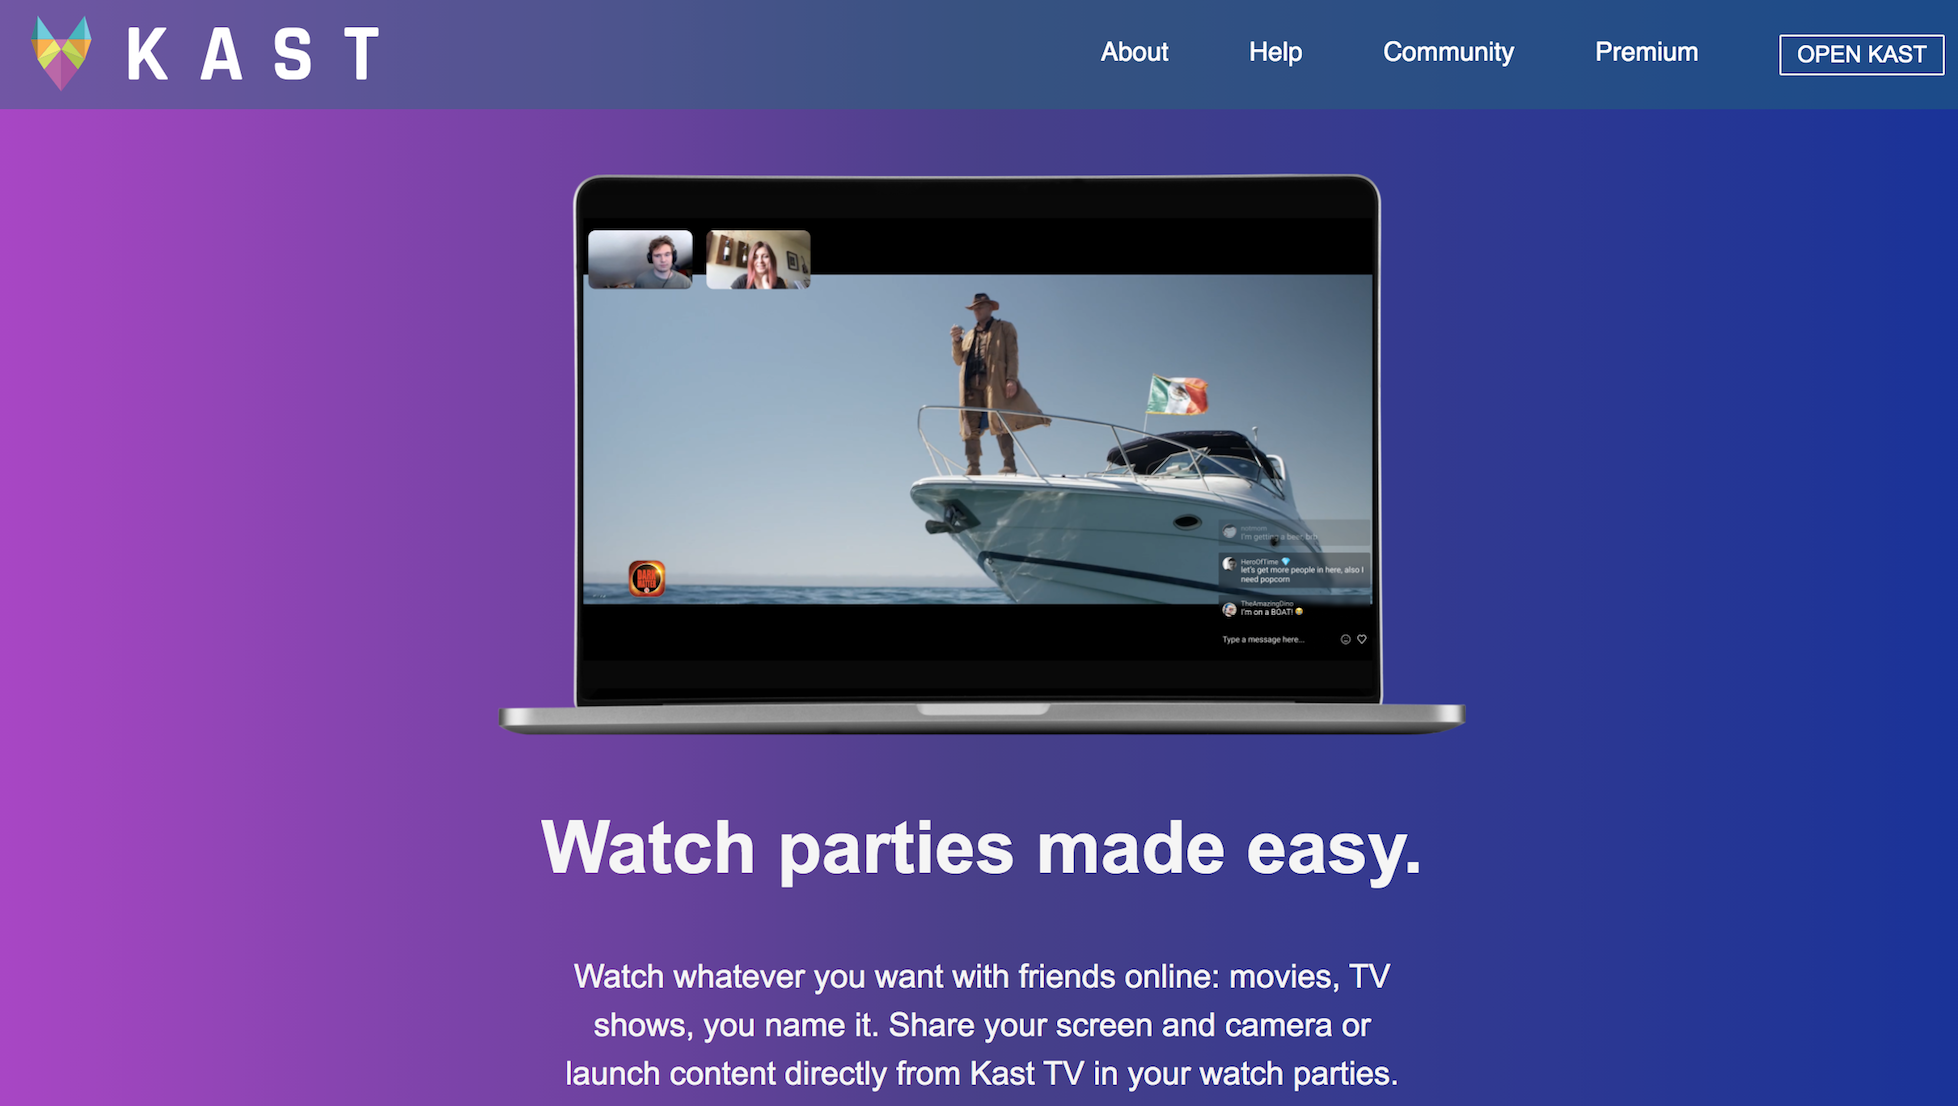 KAST
About
Help
Community
Premium
OPEN KAST
DARK
MATTER
notmom
I'm getting a beer, brb
HeroOfTime
let's get more people in here, also I
need popcorn
TheAmazingDino
I'm on a BOAT!
Type a message here...
Watch parties made easy.
Watch whatever you want with friends online: movies, TV
shows, you name it. Share your screen and camera or
launch content directly from Kast TV in your watch parties.